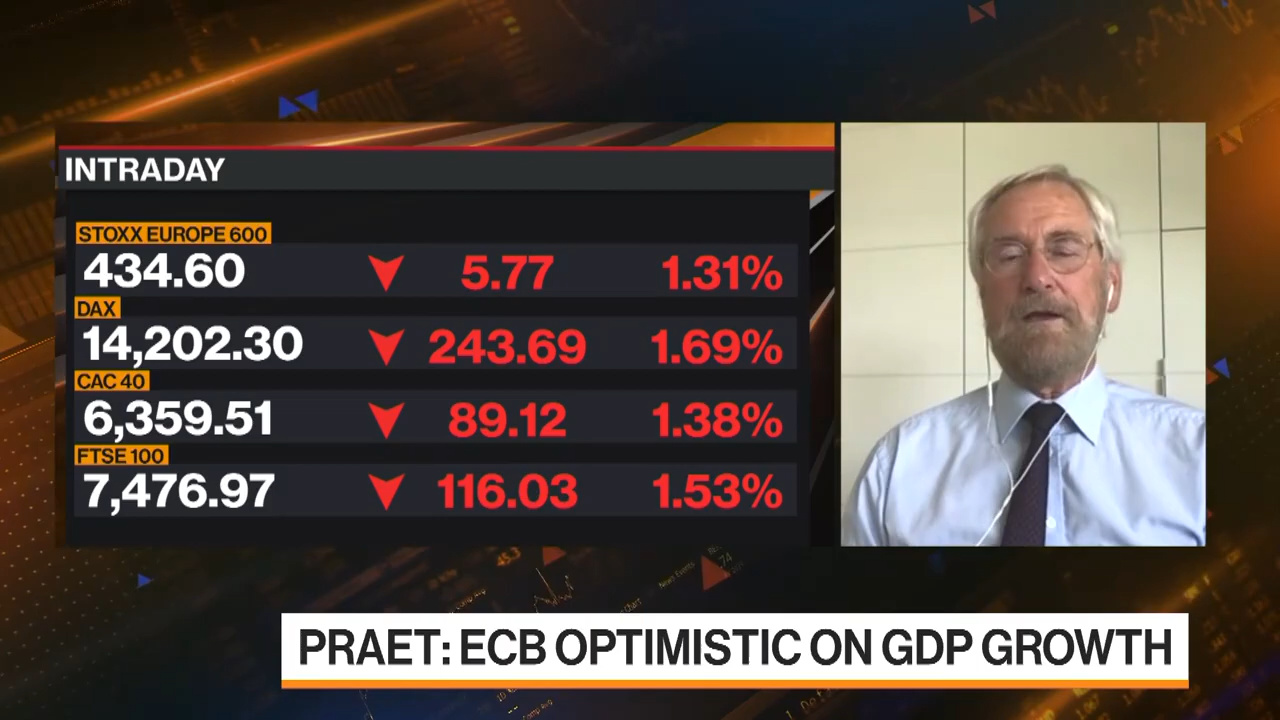 INTRADAY
STOXX EUROPE 600
434.60 5.77 1.31%
DAX
14,202.30 243.69 1.69%
CAC 40
6,359.51 89.12 1.38%
FTSE 100
7,476.97 116.03 1.53%
PRAET: ECB OPTIMISTIC ON GDP GROWTH